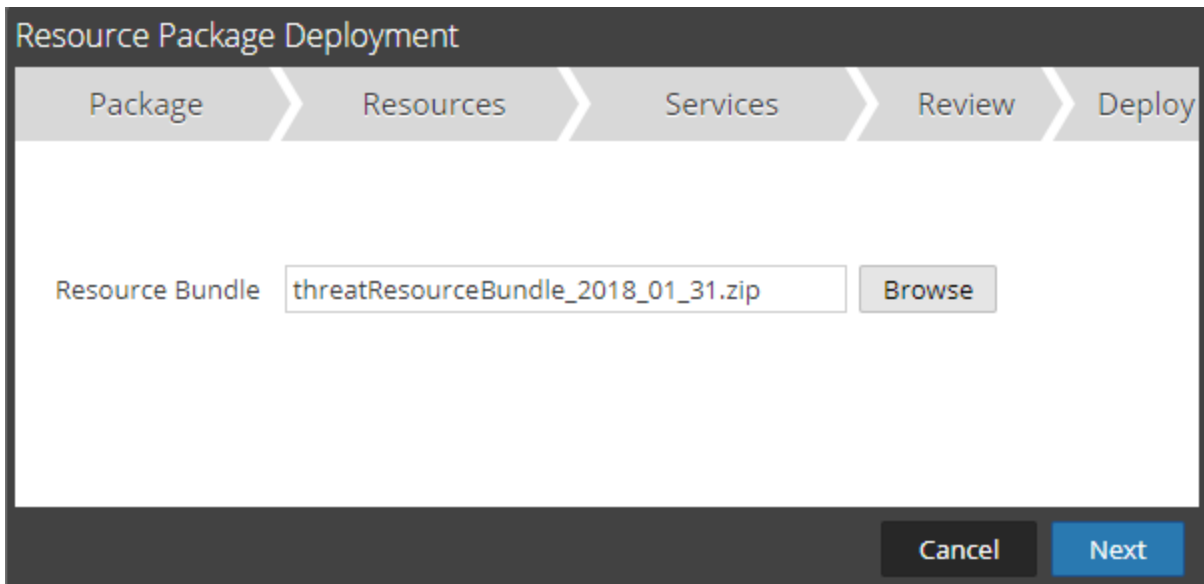 Resource Package Deployment
Package Resources Services Review Deploy
Resource Bundle threatResourceBundle_2018_01_31.zip Browse
Cancel Next